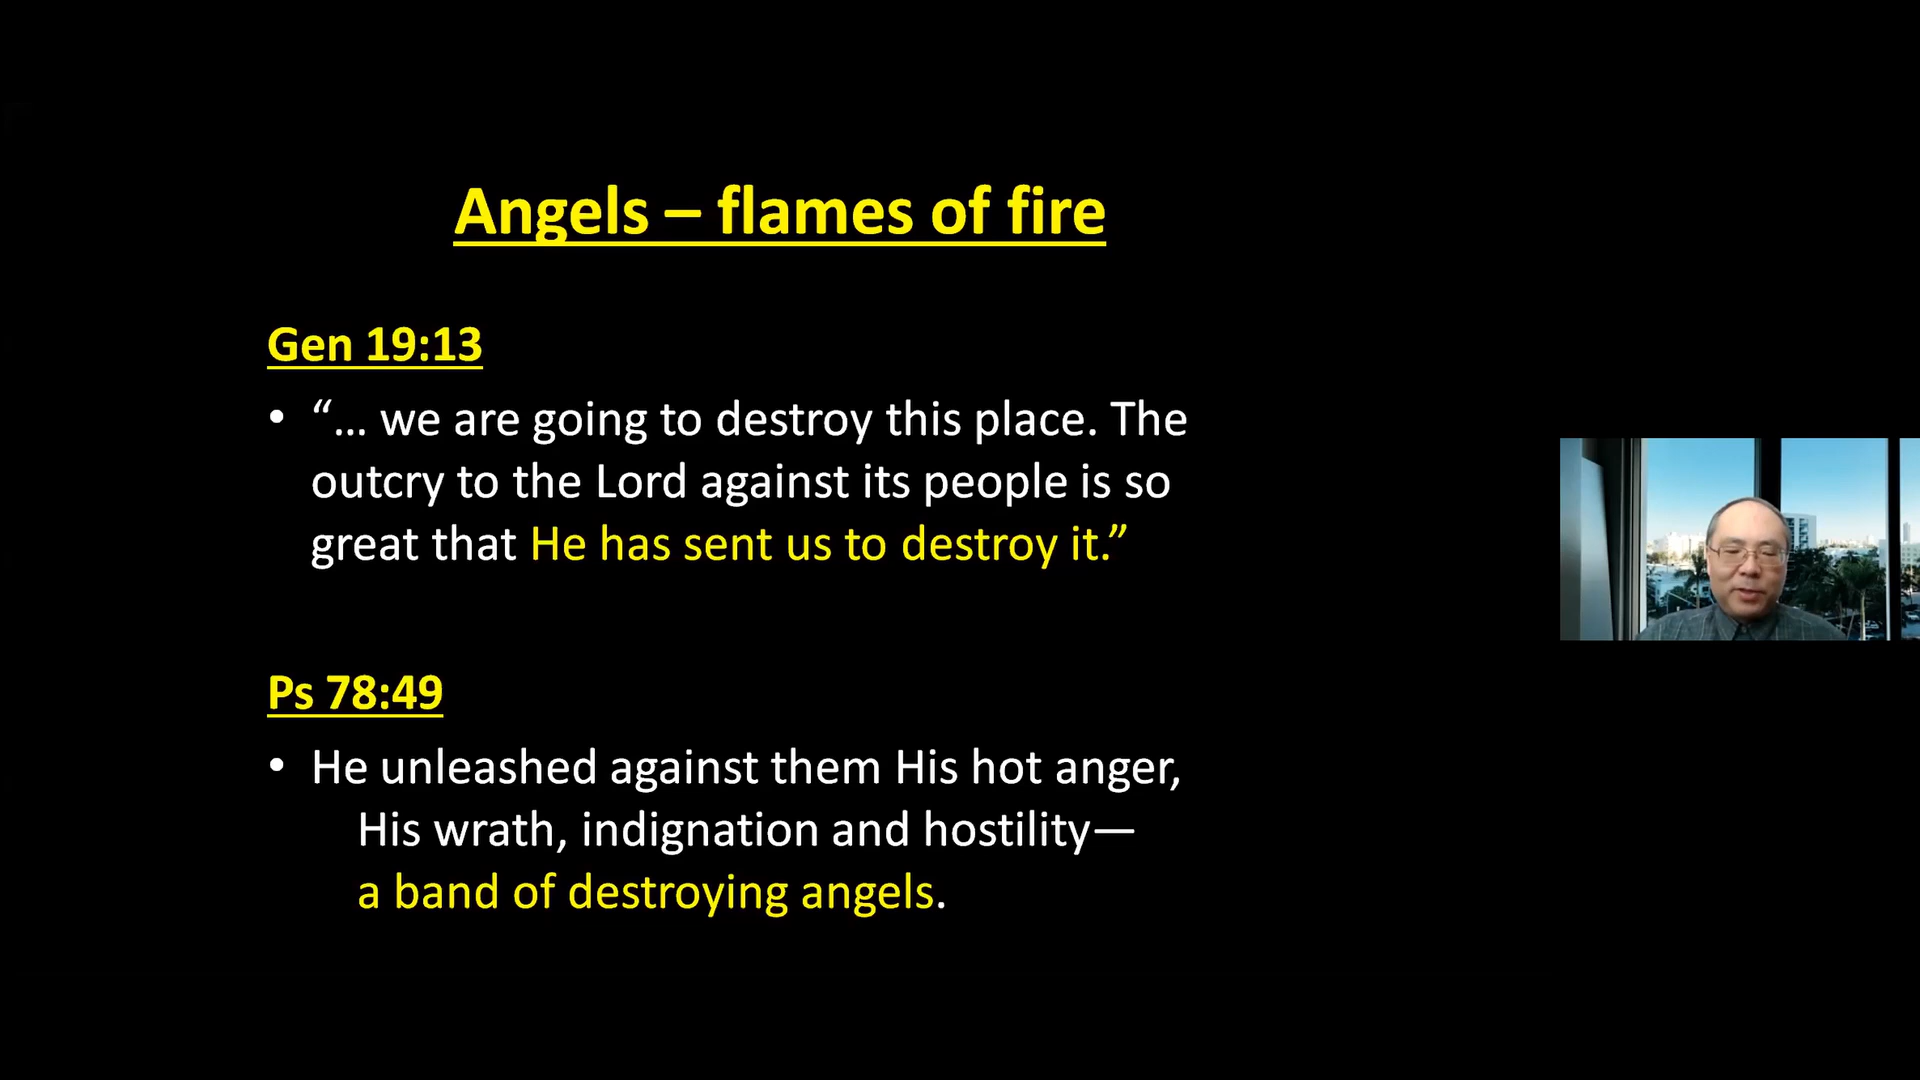 Angels – flames of fire
Gen 19:13
• “… we are going to destroy this place. The
outcry to the Lord against its people is so
great that He has sent us to destroy it.”
Ps 78:49
• He unleashed against them His hot anger,
His wrath, indignation and hostility—
a band of destroying angels.